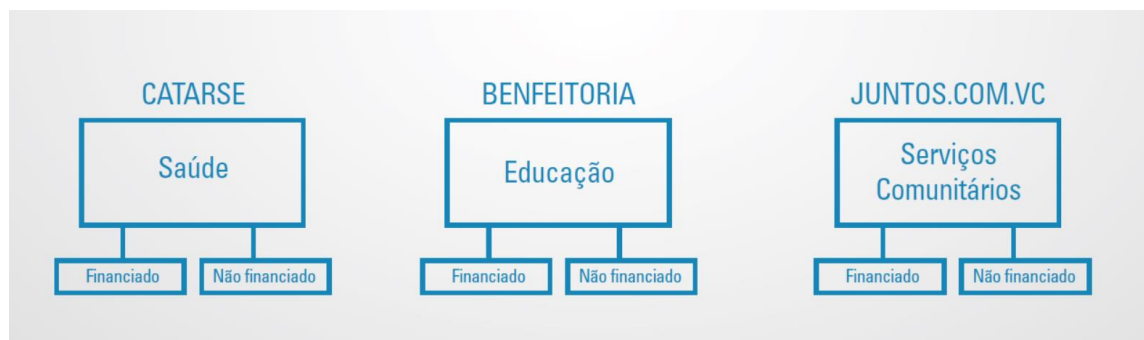 CATARSE
Saúde
Financiado
Não financiado
BENFEITORIA
Educação
Financiado
Não financiado
JUNTOS.COM.VC
Serviços
Comunitários
Financiado
Não financiado